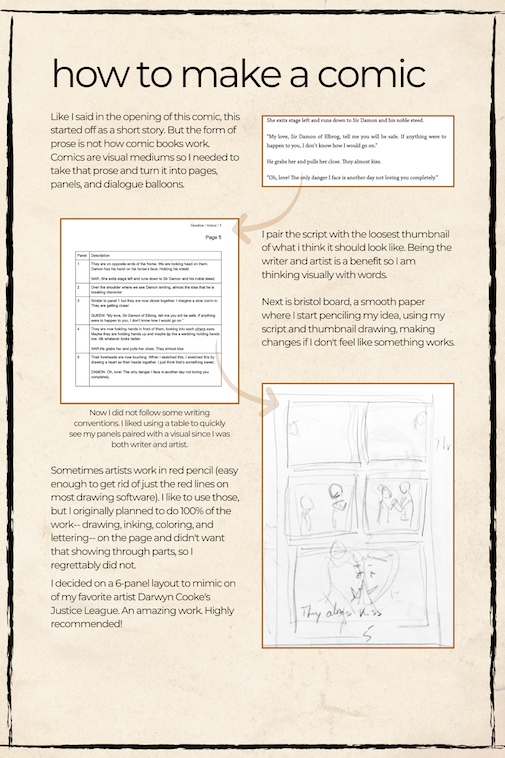 how to make a comic
Like I said in the opening of this comic, this
started off as a short story. But the form of
prose is not how comic books work.
Comics are visual mediums so I needed to
take that prose and turn it into pages,
panels, and dialogue balloons.
She exits stage left and runs down to Sir Damon and his noble steed.
"My love, Sir Damon of Elbrog, tell me you will be safe. If anything were to
happen to you, I don't know how I would go on."
He grabs her and pulls her close. They almost kiss.
"Oh, love! The only danger I face is another day not loving you completely."
Page 5
Panel Description
1 They are on opposite ends of the horse. We are looking head on them.
Damon has his hand on his horse's face. Holding his steed
NAR: She exits stage left and runs down to Sir Damon and his noble steed.
2 Over the shoulder where we see Damon smiling, almost the idea that he is
breaking character
3 Similar to panel 1 but they are now closer together. I imagine a slow zoom in
They are getting closer
QUEEN: "My love, Sir Damon of Elbrog, tell me you will be safe. If anything
were to happen to you, I don't know how I would go on."
4 They are now holding hands in front of them, looking into each others eyes.
Maybe they are holding hands up and maybe
NAR:He grabs her and pulls her close. They almost kiss.
5 Their foreheads are now touching. When I sketched this, I sketched this by
drawing a heart as their heads together. I just think that's something sweet.
DAMON: Oh, love! The only danger I face is another day not loving you
completely.
Now I did not follow some writing
conventions. I liked using a table to quickly
see my panels paired with a visual since I was
both writer and artist.
I pair the script with the loosest thumbnail
of what i think it should look like. Being the
writer and artist is a benefit so I am
thinking visually with words.
Next is bristol board, a smooth paper
where I start penciling my idea, using my
script and thumbnail drawing, making
changes if I don't feel like something works.
Sometimes artists work in red pencil (easy
enough to get rid of just the red lines on
most drawing software). I like to use those,
but I originally planned to do 100% of the
work-- drawing, inking, coloring, and
lettering-- on the page and didn't want
that showing through parts, so I
regrettably did not.
I decided on a 6-panel layout to mimic on
of my favorite artist Darwyn Cooke's
Justice League. An amazing work. Highly
recommended!
They almost kiss
5